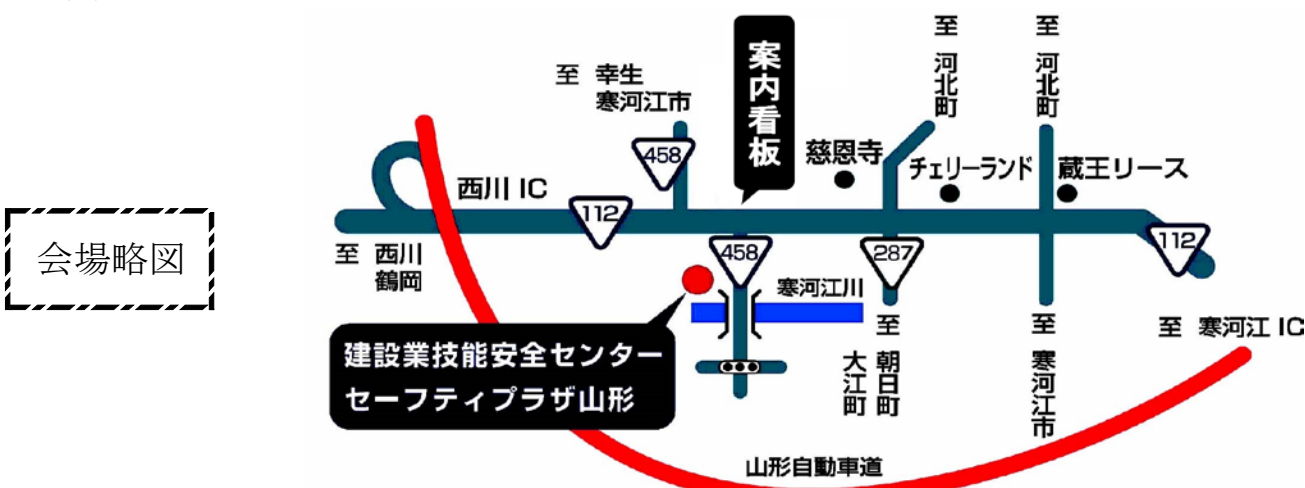 会場略図
至 幸生
寒河江市
案内看板
至 河北町
至 河北町
458
慈恩寺
チェリーランド
蔵王リース
西川 IC
112
458
287
112
至 西川
鶴岡
寒河江川
建設業技能安全センター
セーフティプラザ山形
至 朝日町
大江町
至 寒河江市
至 寒河江 IC
山形自動車道